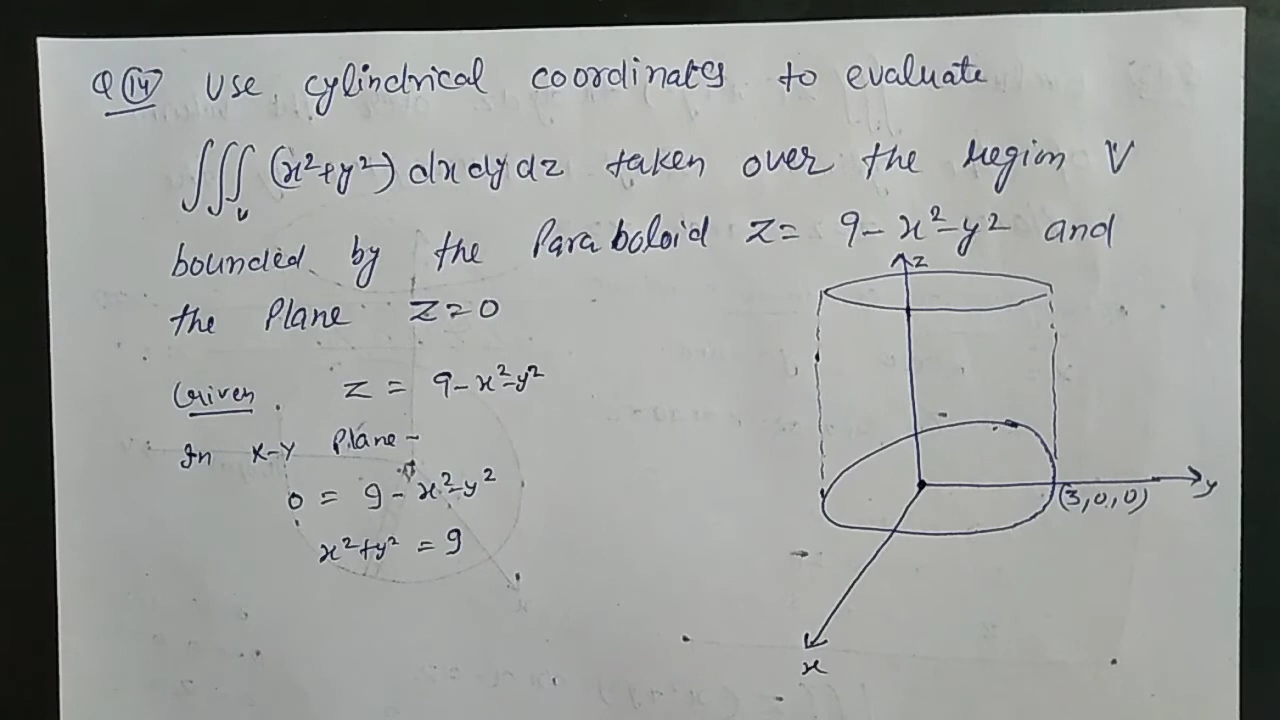 Q(14) Use cylindrical coordinates to evaluate
∭_V (x²+y²) dx dy dz taken over the region V
bounded by the Paraboloid z = 9-x²-y² and
the Plane z=0
Given z = 9-x²-y²
In X-Y Plane-
0 = 9-x²-y²
x²+y² = 9
z
y
(3,0,0)
x